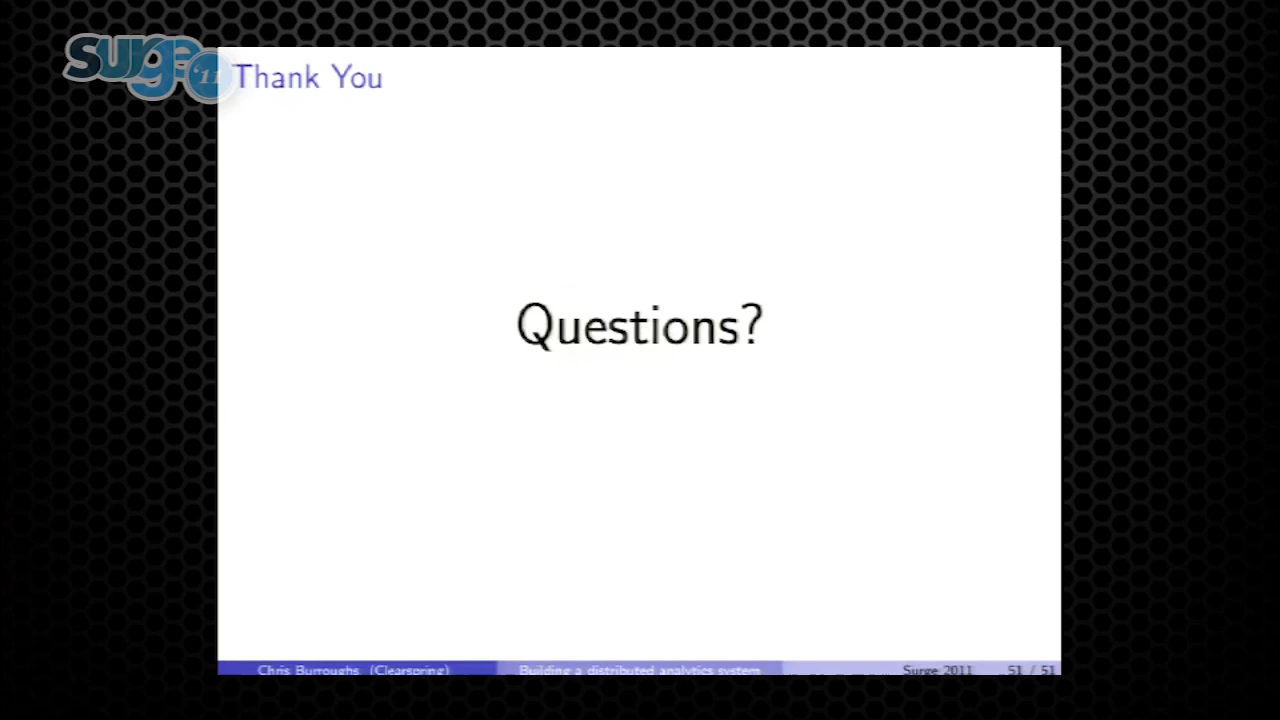 surge '11
Thank You
Questions?
Chris Burroughs (Clearspring) Building a distributed analytics system Surge 2011 51 / 51